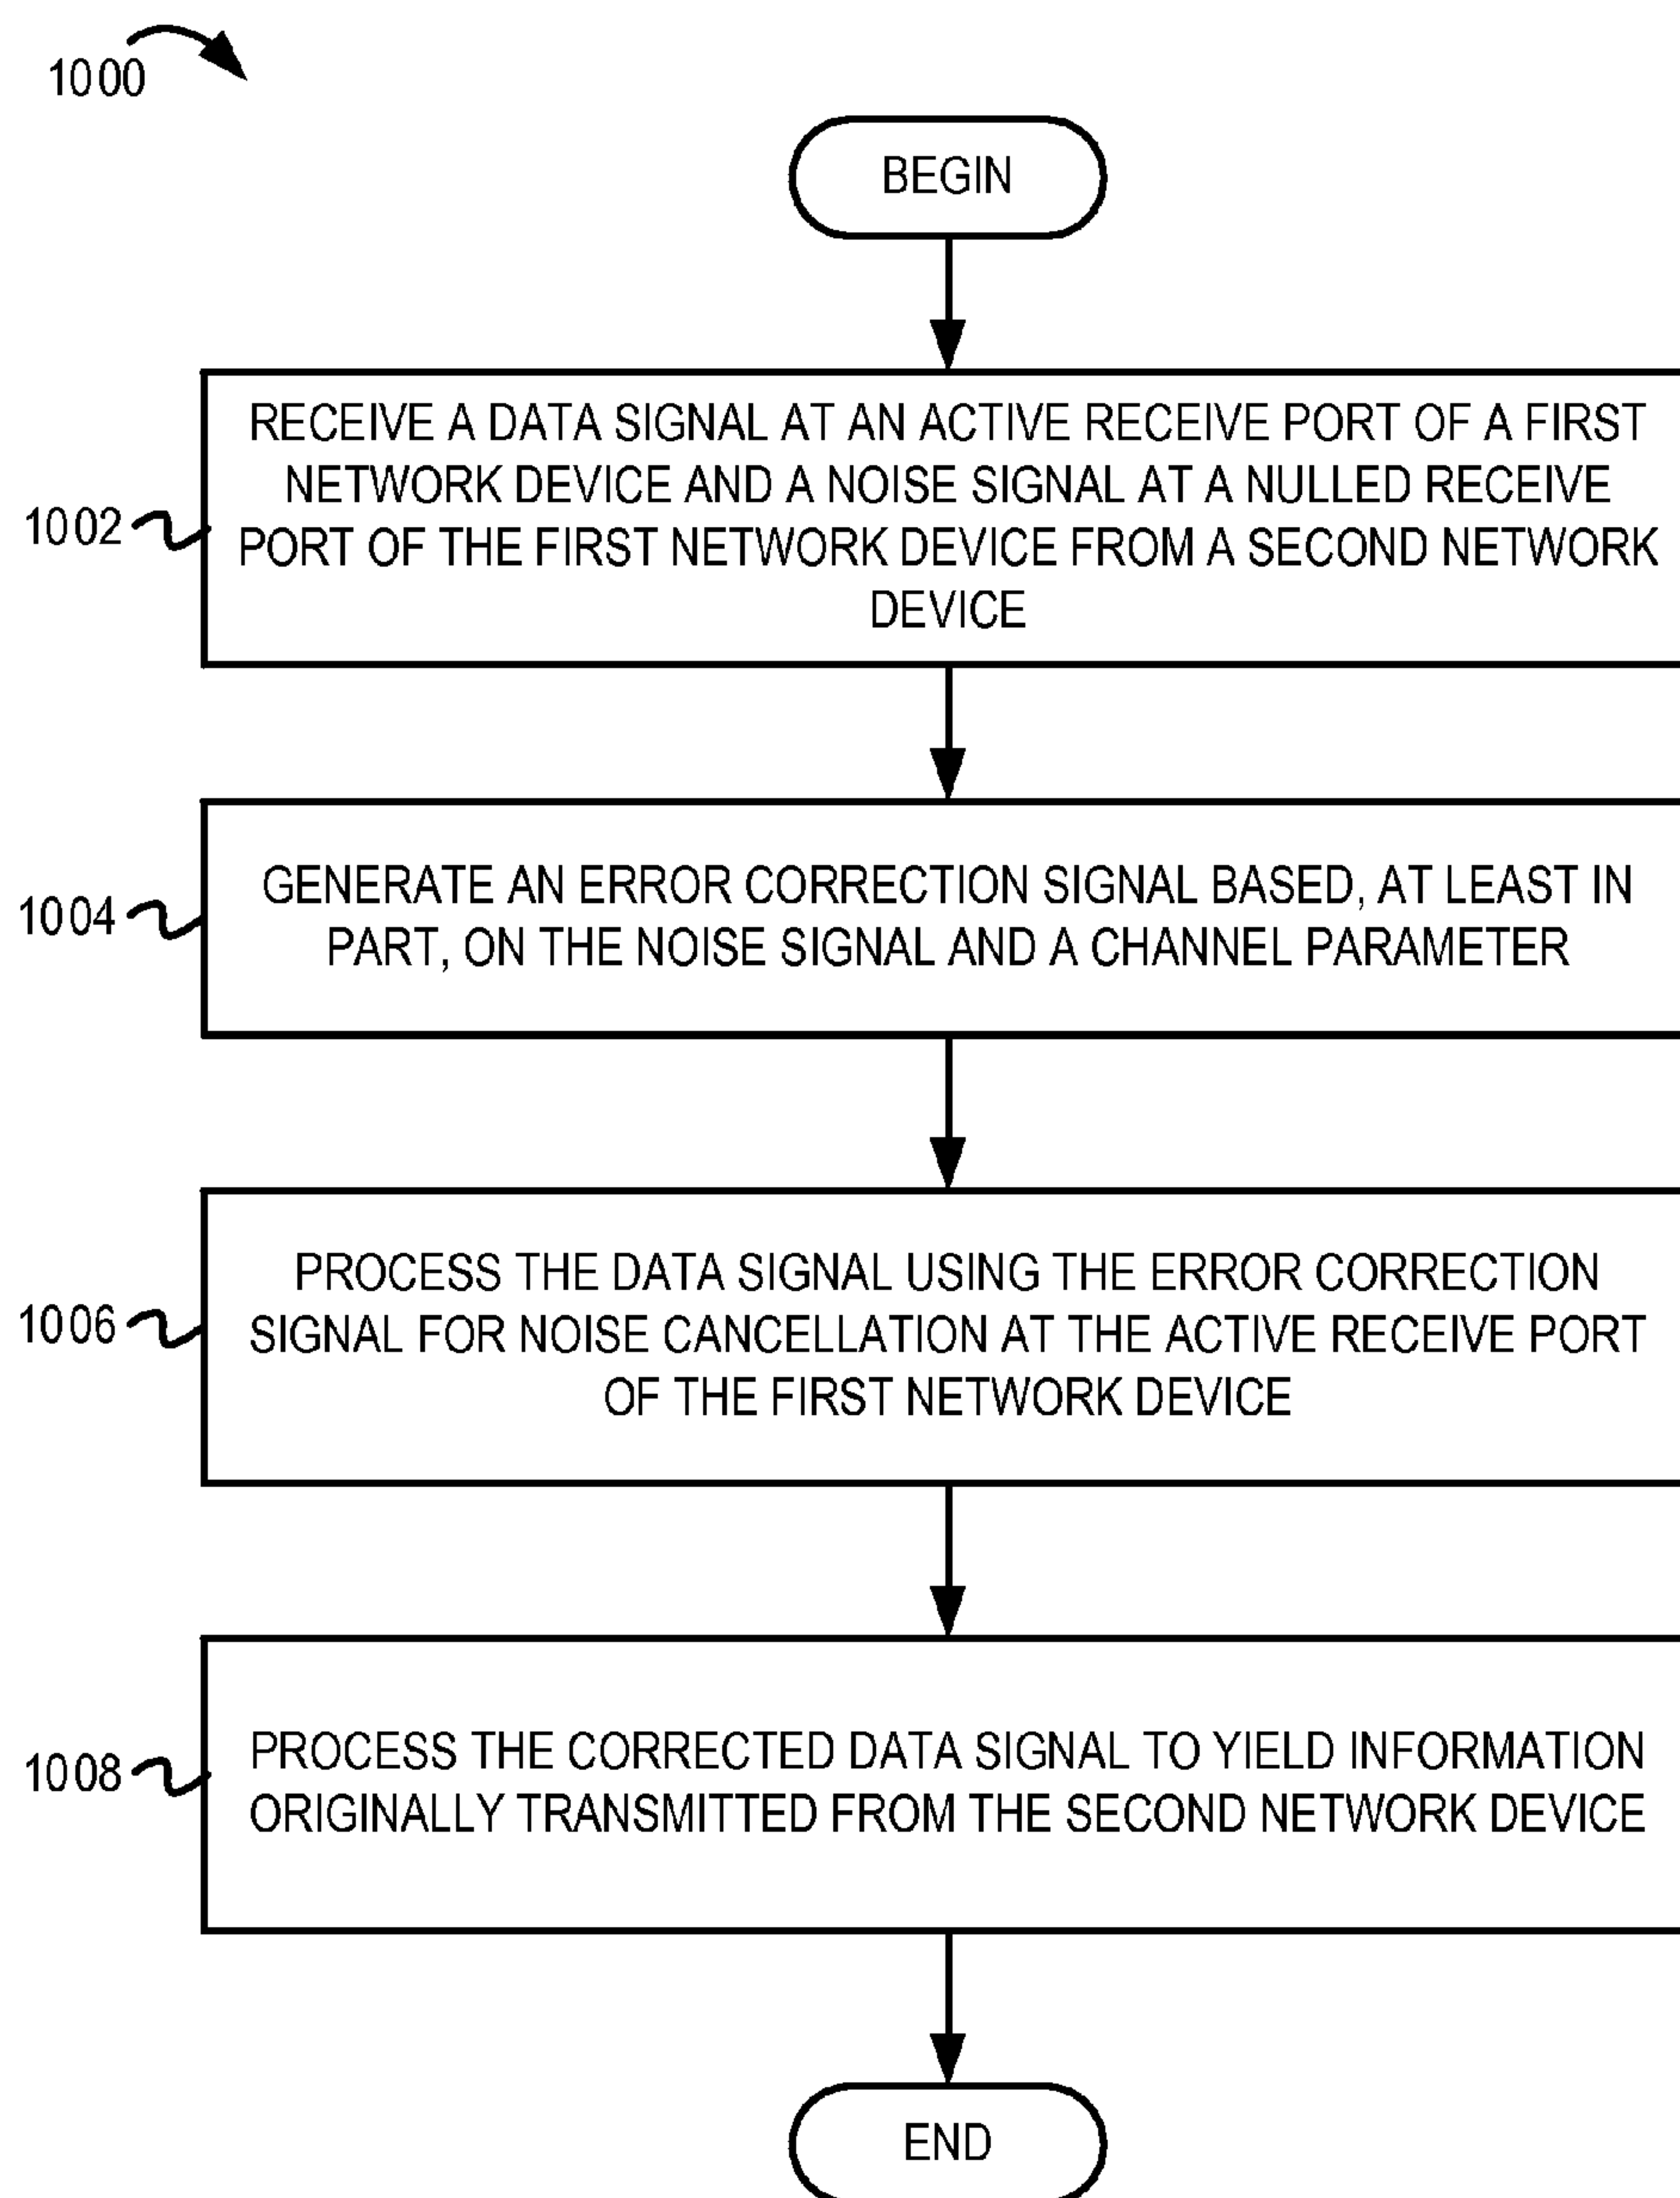 1000
BEGIN
RECEIVE A DATA SIGNAL AT AN ACTIVE RECEIVE PORT OF A FIRST
NETWORK DEVICE AND A NOISE SIGNAL AT A NULLED RECEIVE
1002
PORT OF THE FIRST NETWORK DEVICE FROM A SECOND NETWORK
DEVICE
GENERATE AN ERROR CORRECTION SIGNAL BASED, AT LEAST IN
1004
PART, ON THE NOISE SIGNAL AND A CHANNEL PARAMETER
PROCESS THE DATA SIGNAL USING THE ERROR CORRECTION
1006
SIGNAL FOR NOISE CANCELLATION AT THE ACTIVE RECEIVE PORT
OF THE FIRST NETWORK DEVICE
PROCESS THE CORRECTED DATA SIGNAL TO YIELD INFORMATION
1008
ORIGINALLY TRANSMITTED FROM THE SECOND NETWORK DEVICE
END